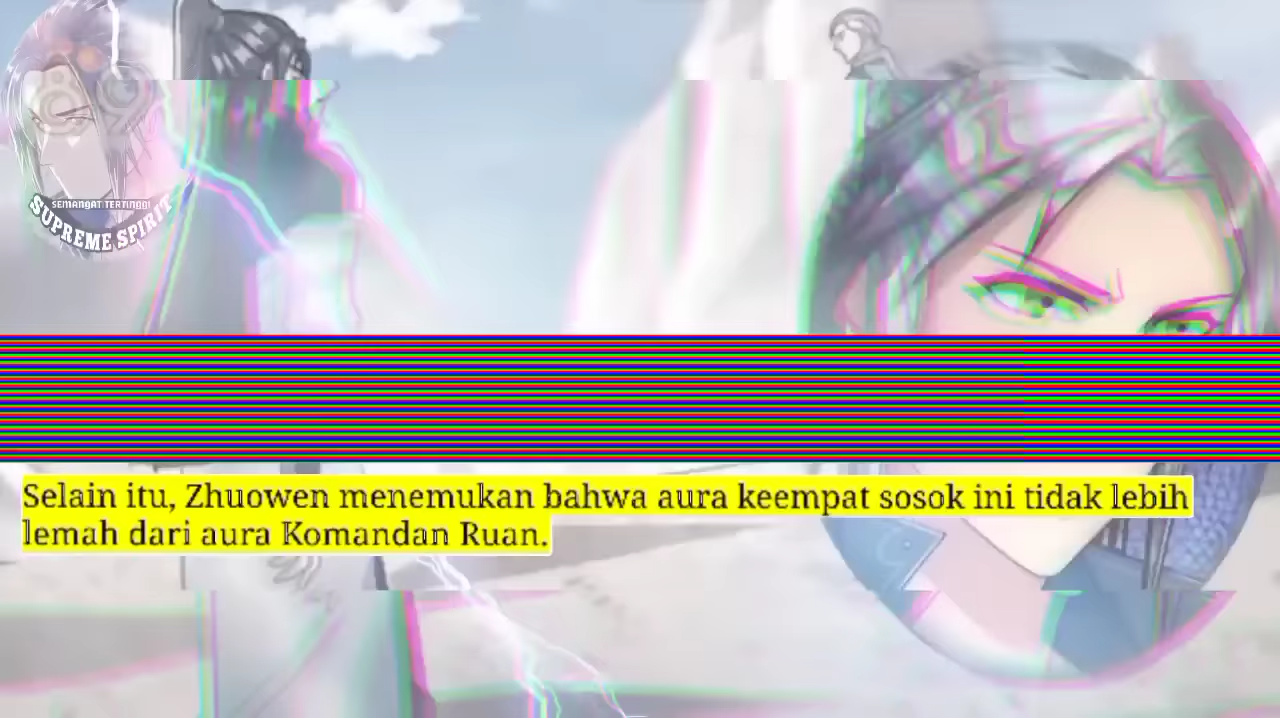 SEMANGAT TERTINGGI
SUPREME SPIRIT
Selain itu, Zhuowen menemukan bahwa aura keempat sosok ini tidak lebih
lemah dari aura Komandan Ruan.